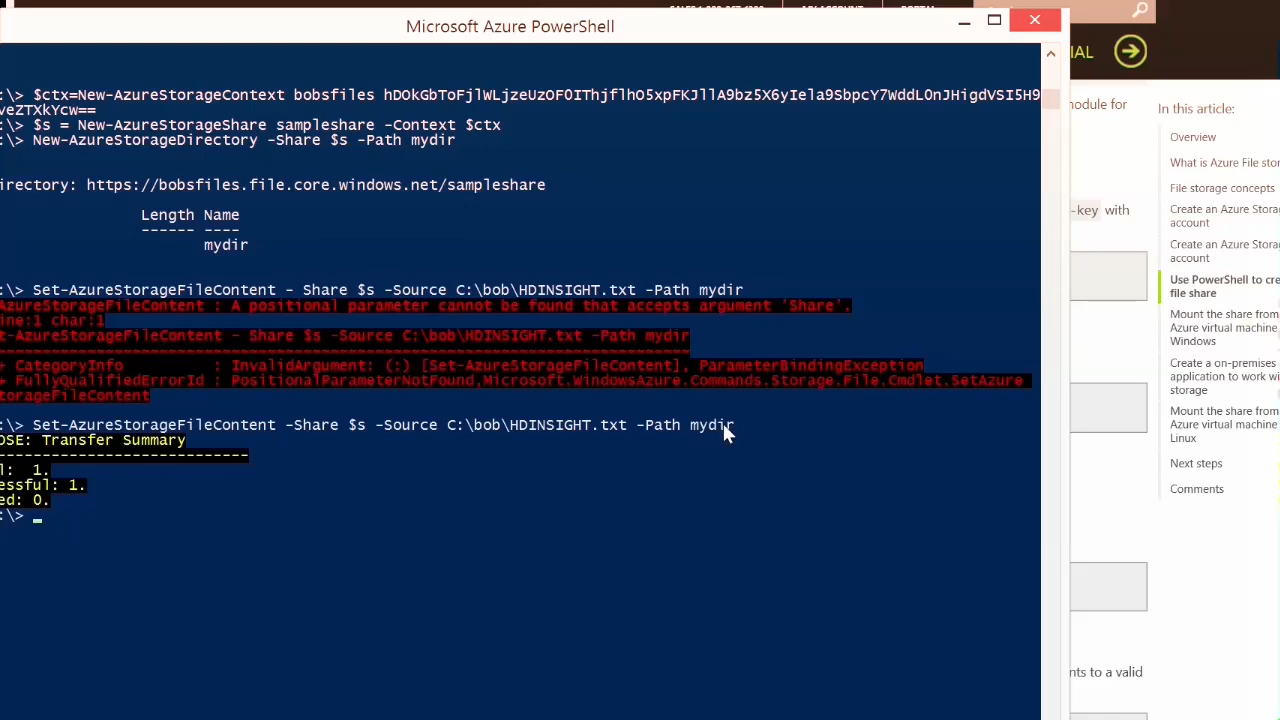 Microsoft Azure PowerShell
:\> $ctx=New-AzureStorageContext bobsfiles hDOkGbToFjlWLjzeUzOF0IThjflhO5xpFKJllA9bz5X6yIela9SbpcY7WddL0nJHigdVSI5H9
veZTXkYcw==
:\> $s = New-AzureStorageShare sampleshare -Context $ctx
:\> New-AzureStorageDirectory -Share $s -Path mydir
irectory: https://bobsfiles.file.core.windows.net/sampleshare
Length Name
------ ----
mydir
:\> Set-AzureStorageFileContent - Share $s -Source C:\bob\HDINSIGHT.txt -Path mydir
AzureStorageFileContent : A positional parameter cannot be found that accepts argument 'Share'.
ine:1 char:1
t-AzureStorageFileContent - Share $s -Source C:\bob\HDINSIGHT.txt -Path mydir
~~~~~~~~~~~~~~~~~~~~~~~~~~~~~~~~~~~~~~~~~~~~~~~~~~~~~~~~~~~~~~~~~~~~~~~~~~~~~
+ CategoryInfo          : InvalidArgument: (:) [Set-AzureStorageFileContent], ParameterBindingException
+ FullyQualifiedErrorId : PositionalParameterNotFound,Microsoft.WindowsAzure.Commands.Storage.File.Cmdlet.SetAzure
torageFileContent
:\> Set-AzureStorageFileContent -Share $s -Source C:\bob\HDINSIGHT.txt -Path mydir
OSE: Transfer Summary
---------------------------
l:  1.
essful: 1.
ed: 0.
:\>
IAL
module for
-key with
nts to a valid
In this article:
Overview
What is Azure File stor
File storage concepts
Create an Azure Storag
account
Create an Azure Storag
account
Use PowerShell to cre
file share
Mount the share from
Azure virtual machine
Windows
Create a on-premises
application to work wi
storage
Mount the share from
Azure virtual machine
Linux
Next steps
Comments